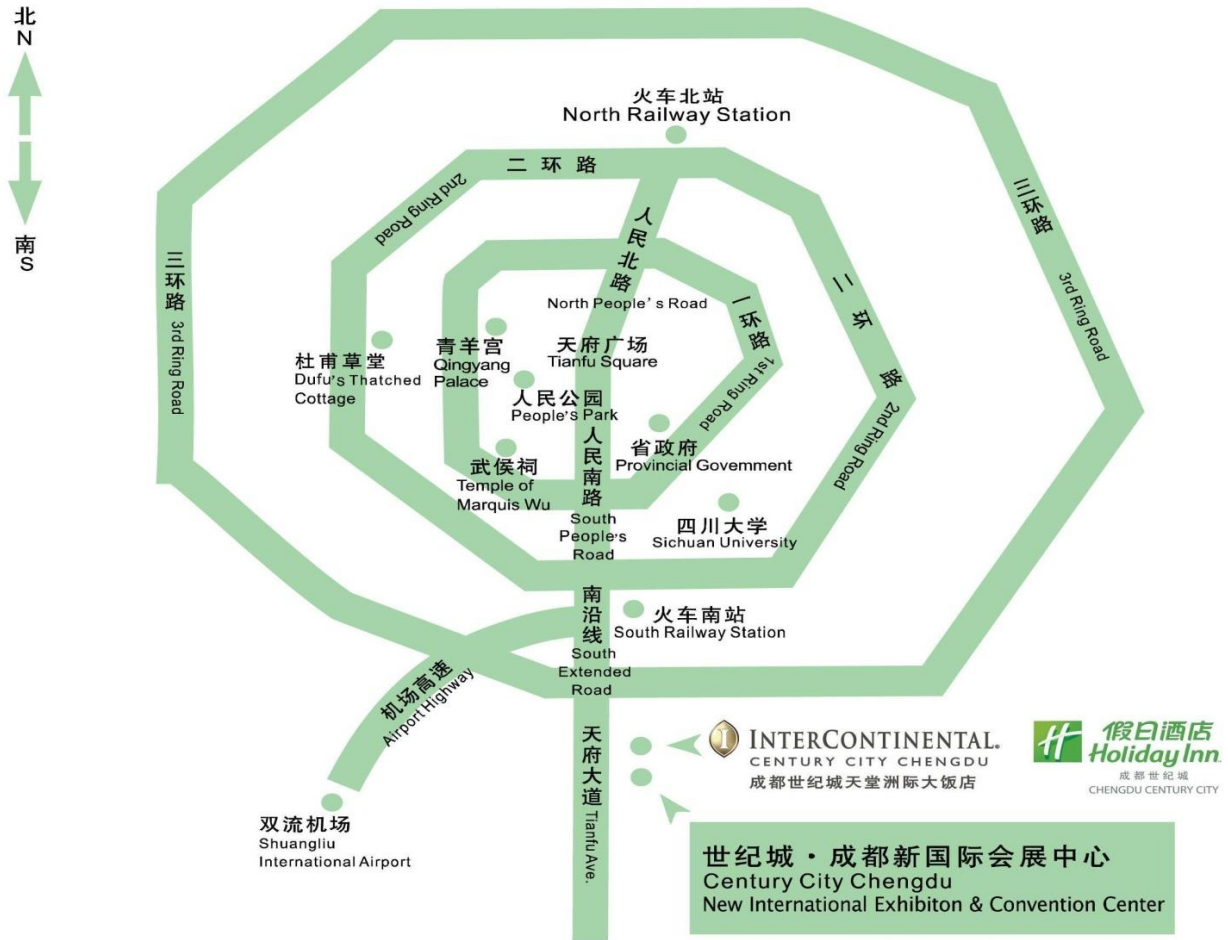 北
N
南
S
火车北站
North Railway Station
二环路
2nd Ring Road
人民北路
North People's Road
三环路
3rd Ring Road
三环路
3rd Ring Road
二环路
2nd Ring Road
一环路
1st Ring Road
杜甫草堂
Dufu's Thatched
Cottage
青羊宫
Qingyang
Palace
天府广场
Tianfu Square
人民公园
People's Park
人民南路
South
People's
Road
武侯祠
Temple of
Marquis Wu
省政府
Provincial Govemment
四川大学
Sichuan University
南沿线
South
Extended
Road
火车南站
South Railway Station
机场高速
Airport Highway
双流机场
Shuangliu
International Airport
天府大道
Tianfu Ave.
INTERCONTINENTAL.
CENTURY CITY CHENGDU
成都世纪城天堂洲际大饭店
H
假日酒店
Holiday Inn
成都世纪城
CHENGDU CENTURY CITY
世纪城·成都新国际会展中心
Century City Chengdu
New International Exhibiton & Convention Center